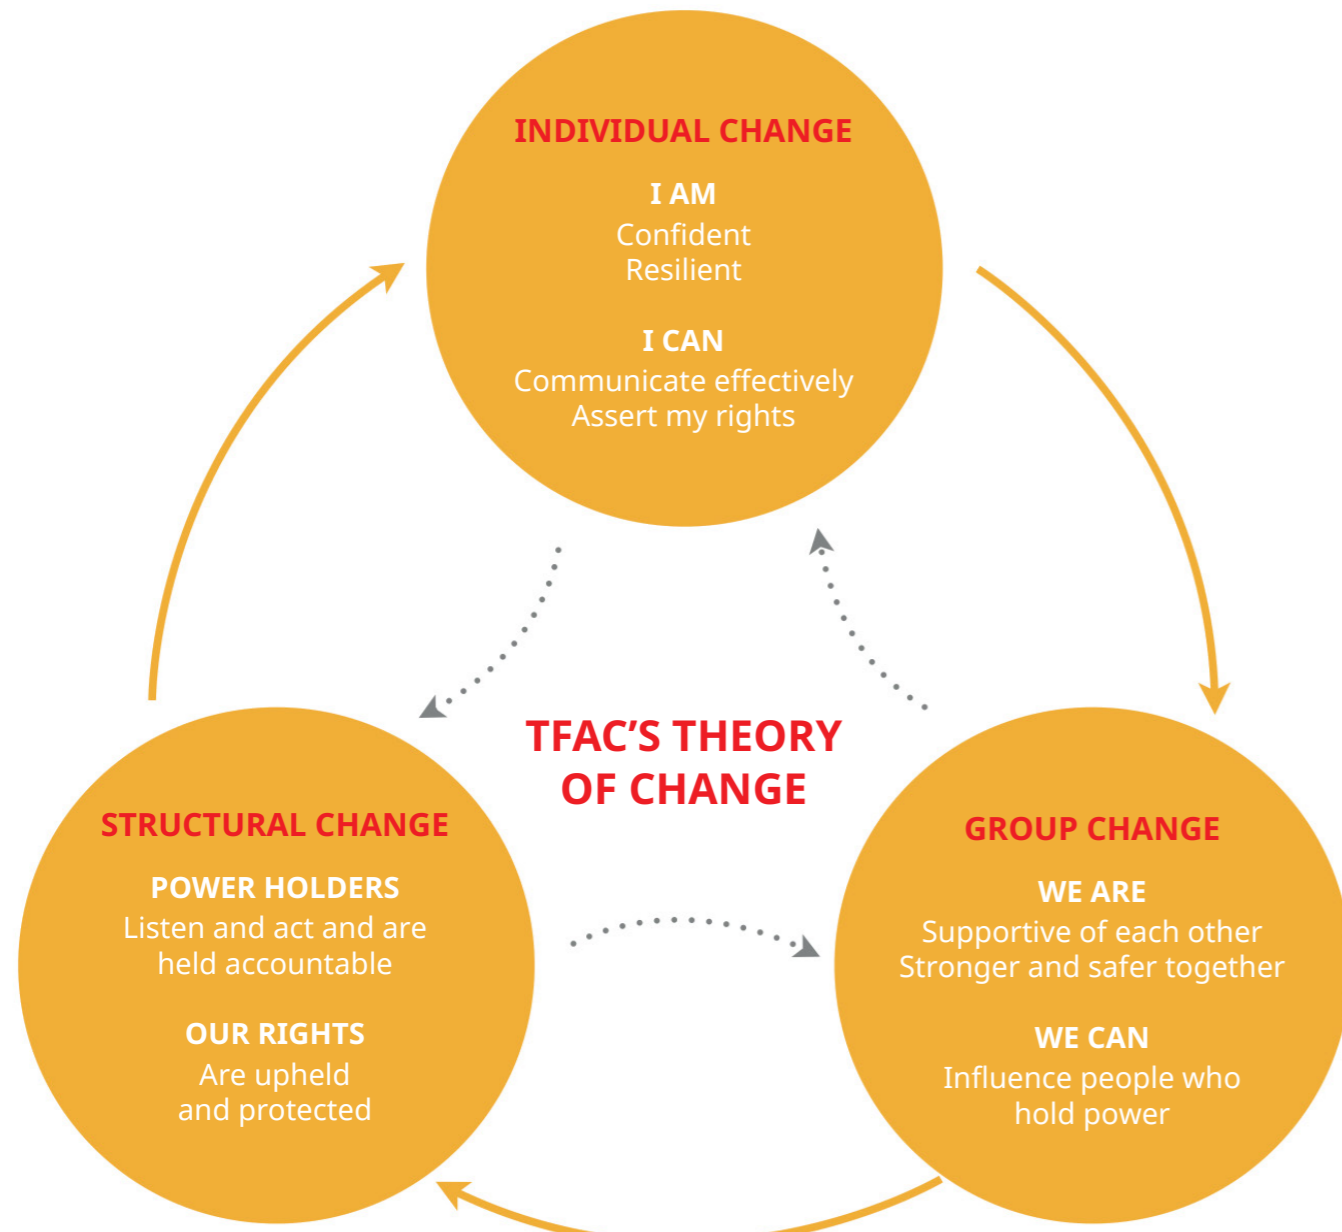 INDIVIDUAL CHANGE
I AM
Confident
Resilient
I CAN
Communicate effectively
Assert my rights
TFAC’S THEORY
OF CHANGE
STRUCTURAL CHANGE
POWER HOLDERS
Listen and act and are
held accountable
OUR RIGHTS
Are upheld
and protected
GROUP CHANGE
WE ARE
Supportive of each other
Stronger and safer together
WE CAN
Influence people who
hold power